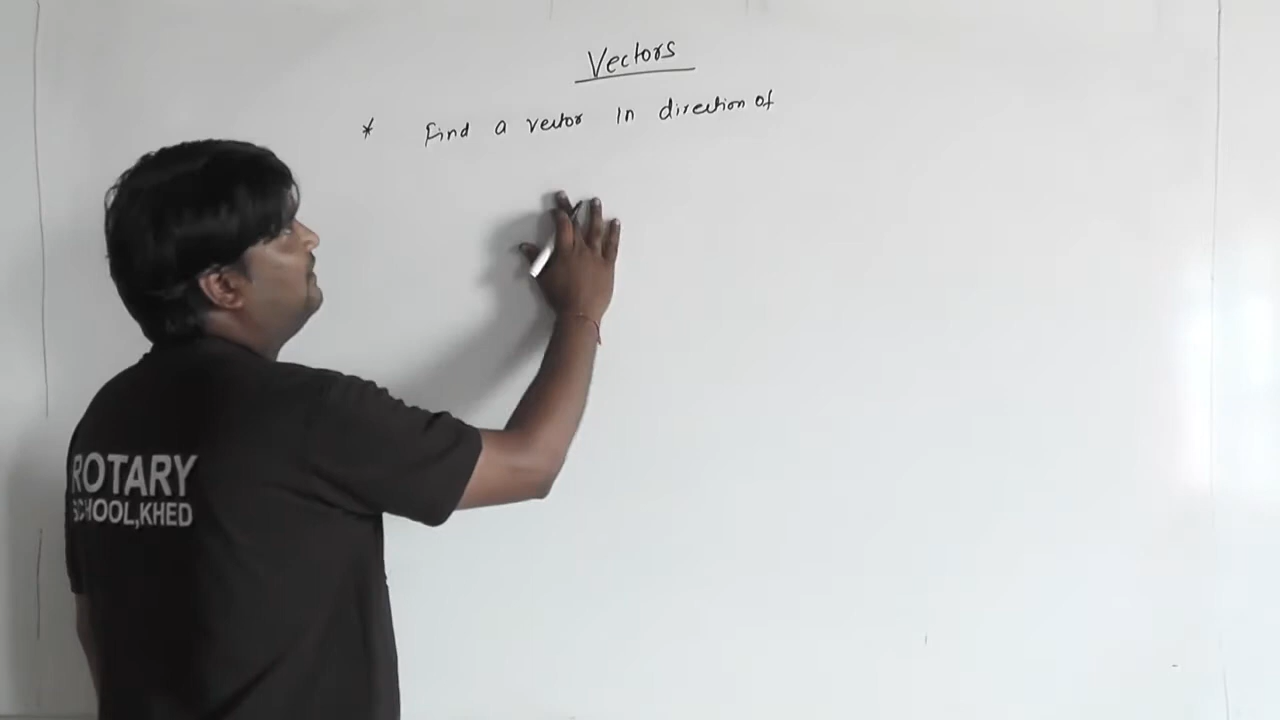 Vectors
* Find a vector in direction of
ROTARY
SCHOOL,KHED